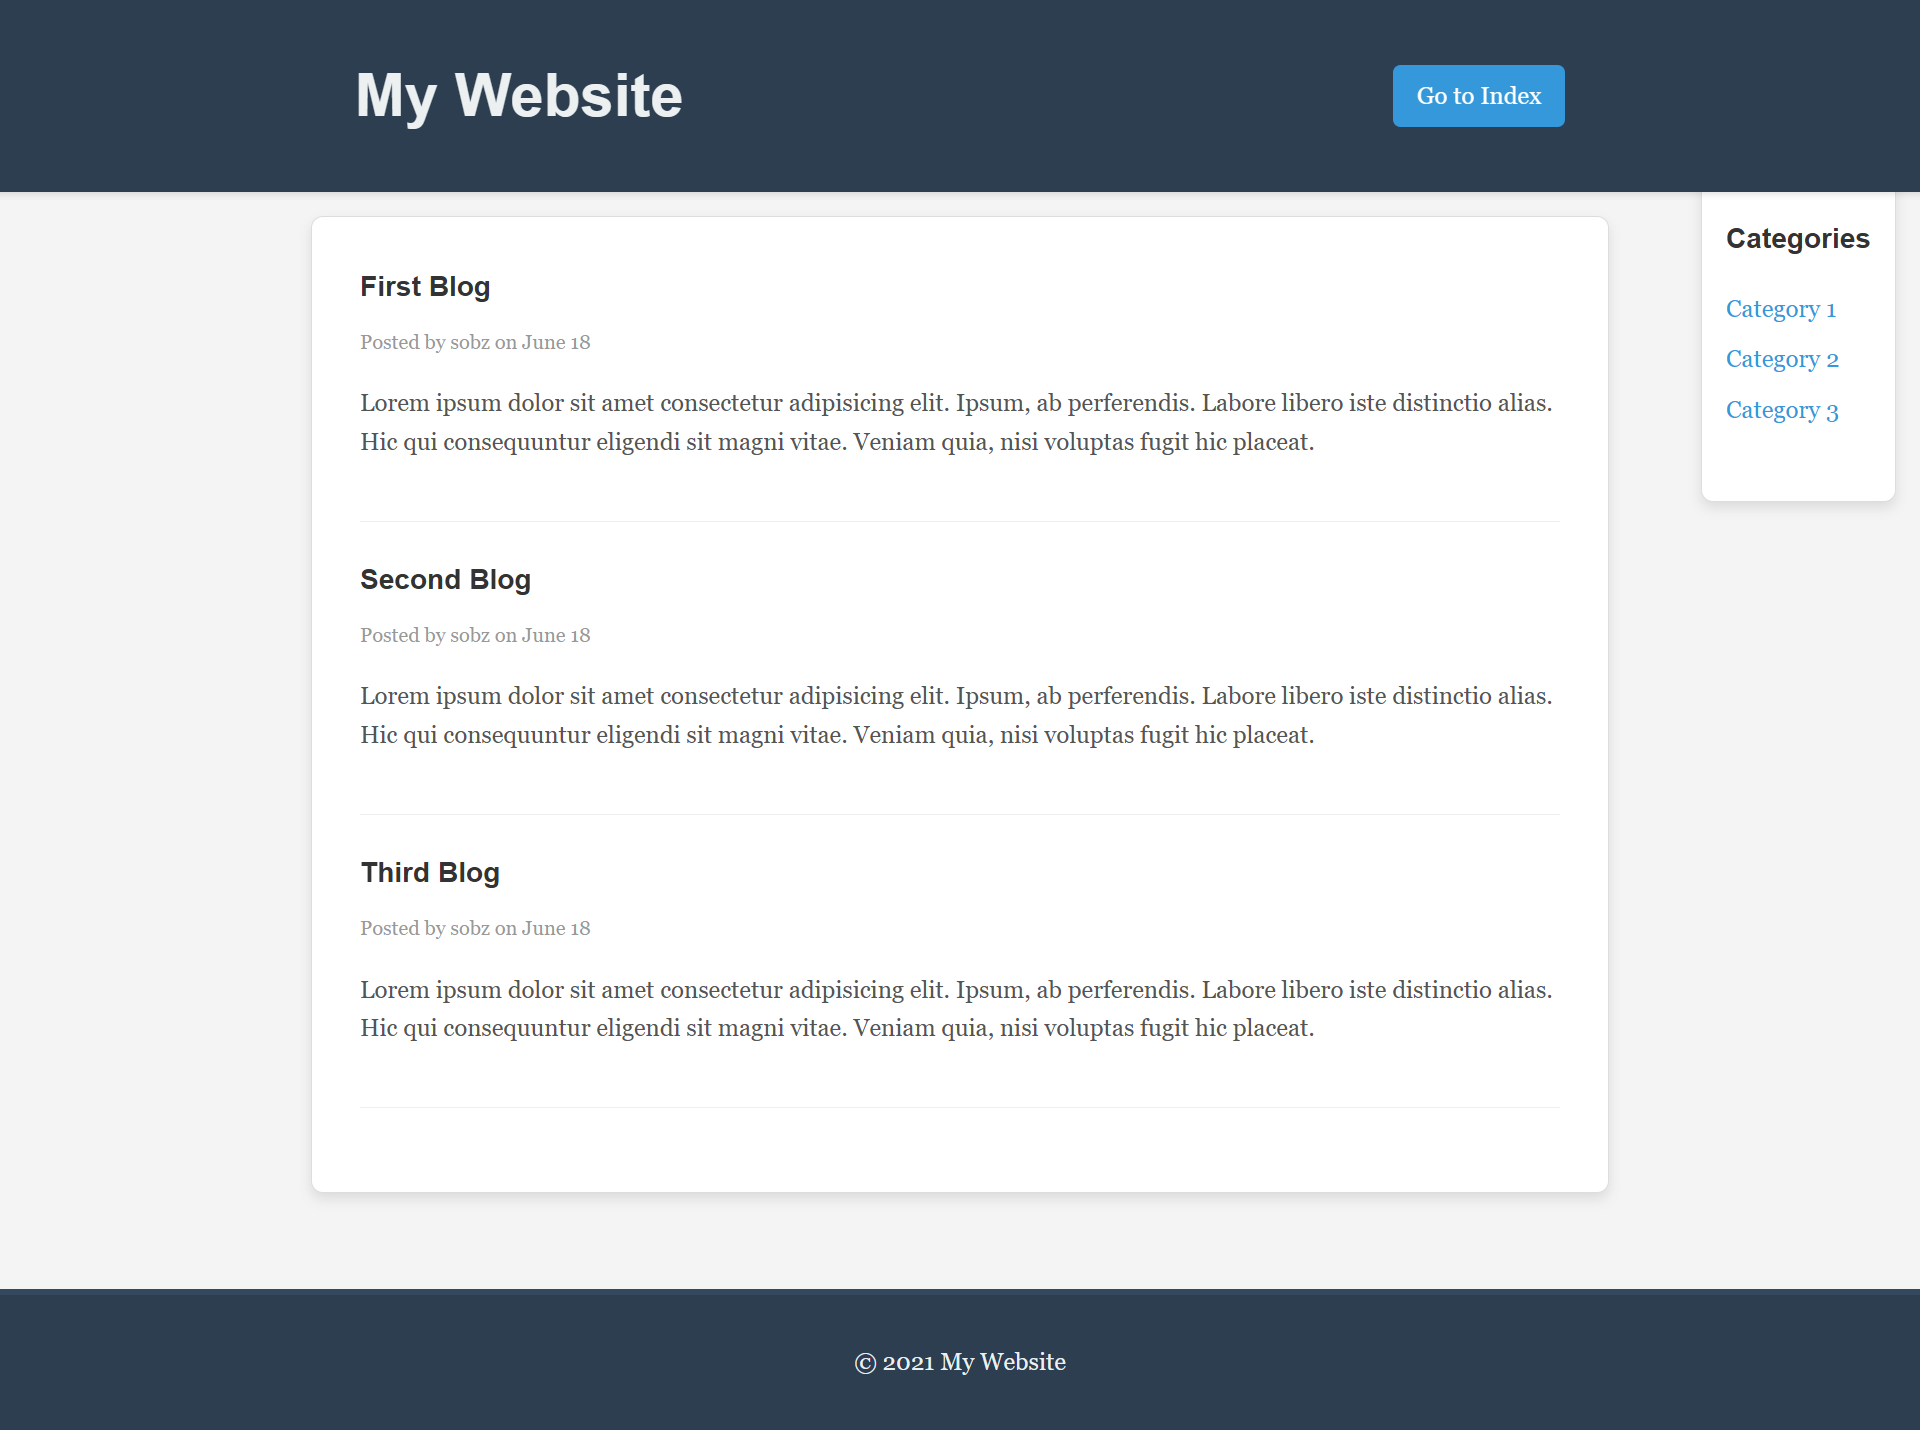 My Website
Go to Index
First Blog
Posted by sobz on June 18
Lorem ipsum dolor sit amet consectetur adipisicing elit. Ipsum, ab perferendis. Labore libero iste distinctio alias.
Hic qui consequuntur eligendi sit magni vitae. Veniam quia, nisi voluptas fugit hic placeat.
Second Blog
Posted by sobz on June 18
Lorem ipsum dolor sit amet consectetur adipisicing elit. Ipsum, ab perferendis. Labore libero iste distinctio alias.
Hic qui consequuntur eligendi sit magni vitae. Veniam quia, nisi voluptas fugit hic placeat.
Third Blog
Posted by sobz on June 18
Lorem ipsum dolor sit amet consectetur adipisicing elit. Ipsum, ab perferendis. Labore libero iste distinctio alias.
Hic qui consequuntur eligendi sit magni vitae. Veniam quia, nisi voluptas fugit hic placeat.
Categories
Category 1
Category 2
Category 3
© 2021 My Website